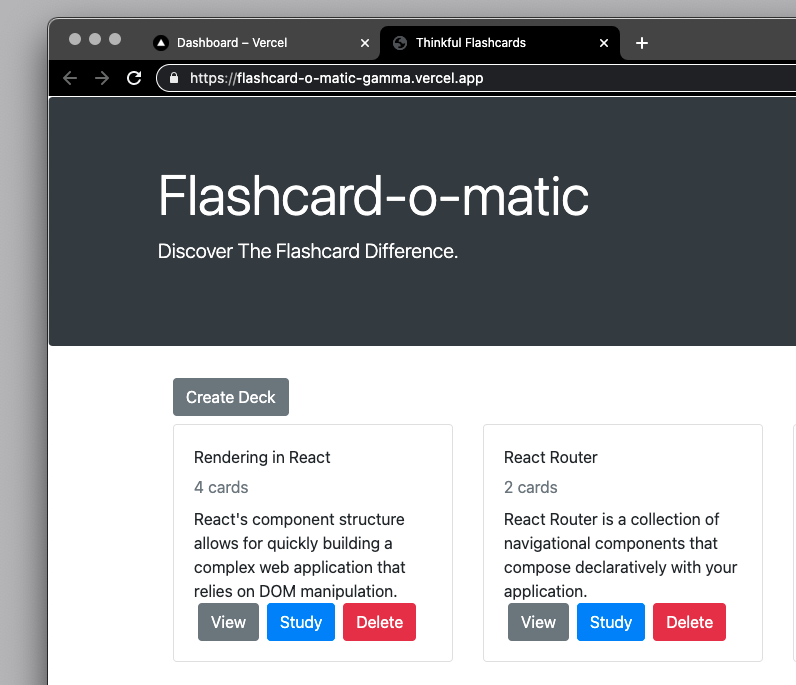 Dashboard – Vercel
Thinkful Flashcards
https://flashcard-o-matic-gamma.vercel.app
Flashcard-o-matic
Discover The Flashcard Difference.
Create Deck
Rendering in React
4 cards
React's component structure
allows for quickly building a
complex web application that
relies on DOM manipulation.
View Study Delete
React Router
2 cards
React Router is a collection of
navigational components that
compose declaratively with your
application.
View Study Delete